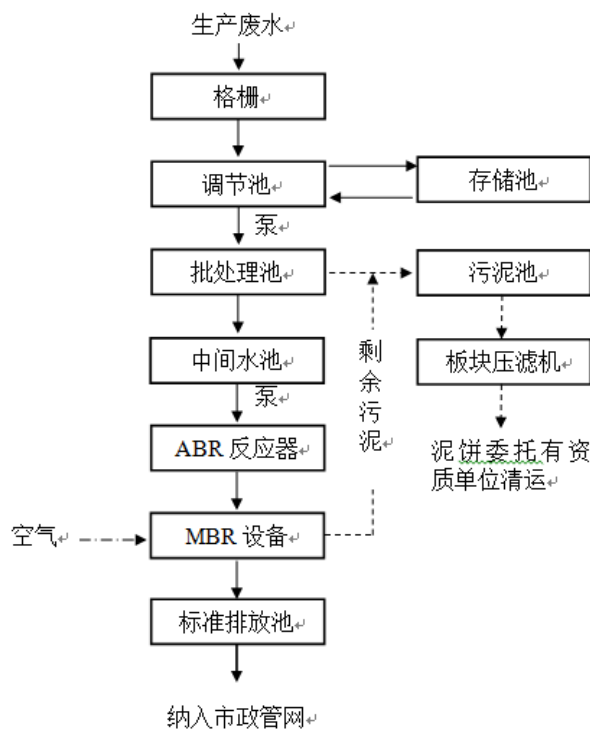 生产废水
格栅
调节池
存储池
泵
批处理池
污泥池
剩余污泥
中间水池
板块压滤机
泵
ABR 反应器
泥饼委托有资
质单位清运
空气
MBR 设备
标准排放池
纳入市政管网